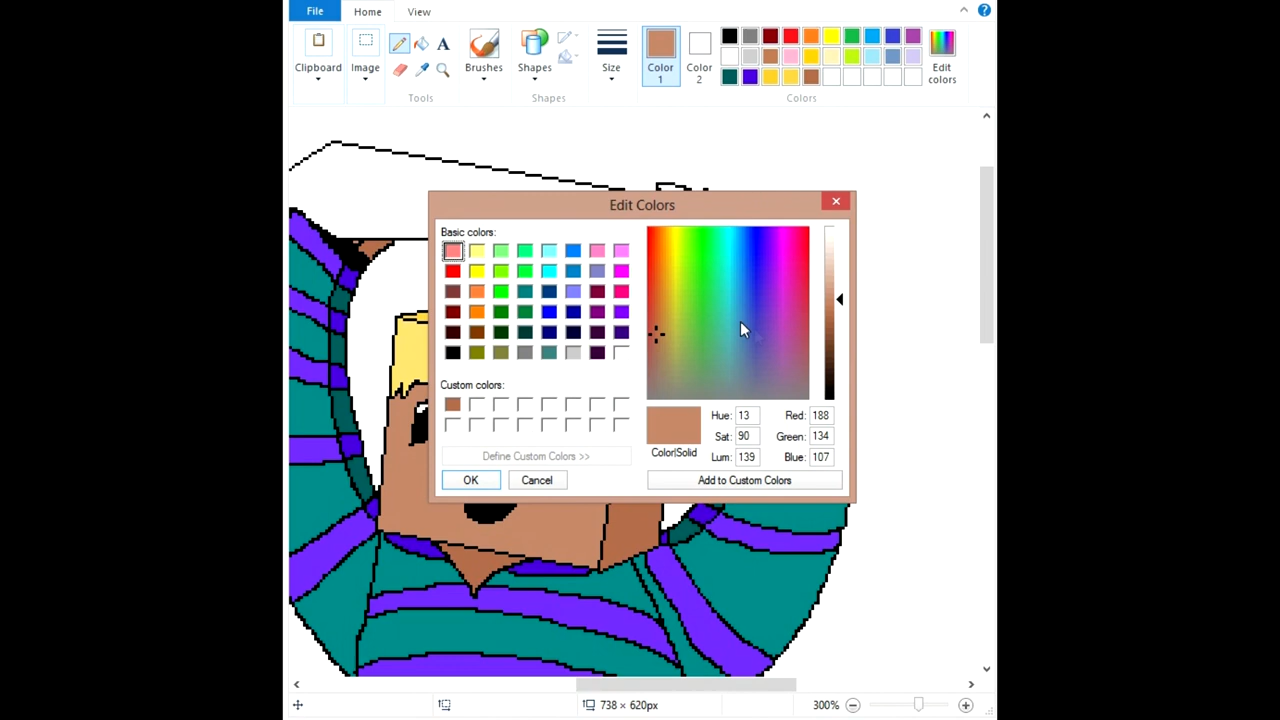 File Home View
Clipboard Image Brushes Shapes Size Color 1 Color 2 Edit colors
A
Tools Shapes Colors
Edit Colors
Basic colors:
Custom colors:
Define Custom Colors >>
OK Cancel
Hue: 13 Red: 188
Sat: 90 Green: 134
Color|Solid Lum: 139 Blue: 107
Add to Custom Colors
738 × 620px 300%